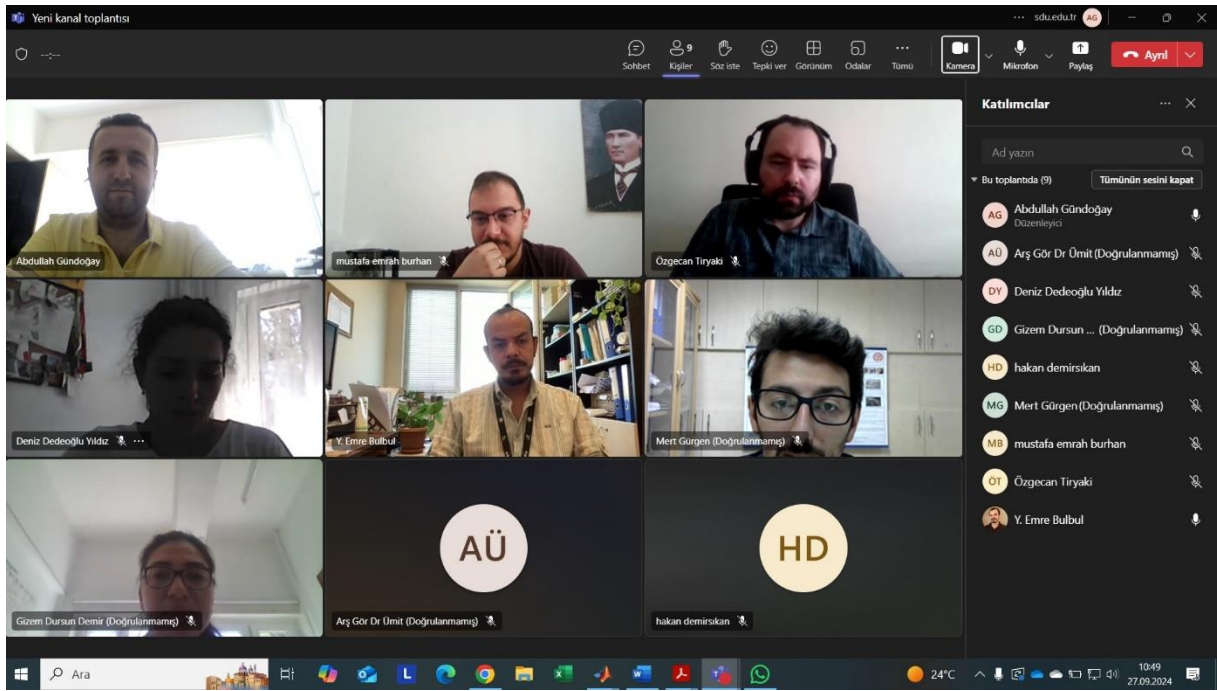 Yeni kanal toplantısı
sdu.edu.tr AG
--:--
Sohbet
Kişiler 9
Söz iste
Tepki ver
Görünüm
Odalar
Tümü
Kamera
Mikrofon
Paylaş
Ayrıl
Abdullah Gündoğay
mustafa emrah burhan
Özgecan Tiryaki
Deniz Dedeoğlu Yıldız
Y. Emre Bulbul
Mert Gürgen (Doğrulanmamış)
AÜ
HD
Gizem Dursun Demir (Doğrulanmamış)
Arş Gör Dr Ümit (Doğrulanmamış)
hakan demirsıkan
Katılımcılar
Ad yazın
Bu toplantıda (9) Tümünün sesini kapat
AG Abdullah Gündoğay
Düzenleyici
AÜ Arş Gör Dr Ümit (Doğrulanmamış)
DY Deniz Dedeoğlu Yıldız
GD Gizem Dursun ... (Doğrulanmamış)
HD hakan demirsıkan
MG Mert Gürgen (Doğrulanmamış)
MB mustafa emrah burhan
ÖT Özgecan Tiryaki
Y. Emre Bulbul
Ara
24°C
10:49
27.09.2024